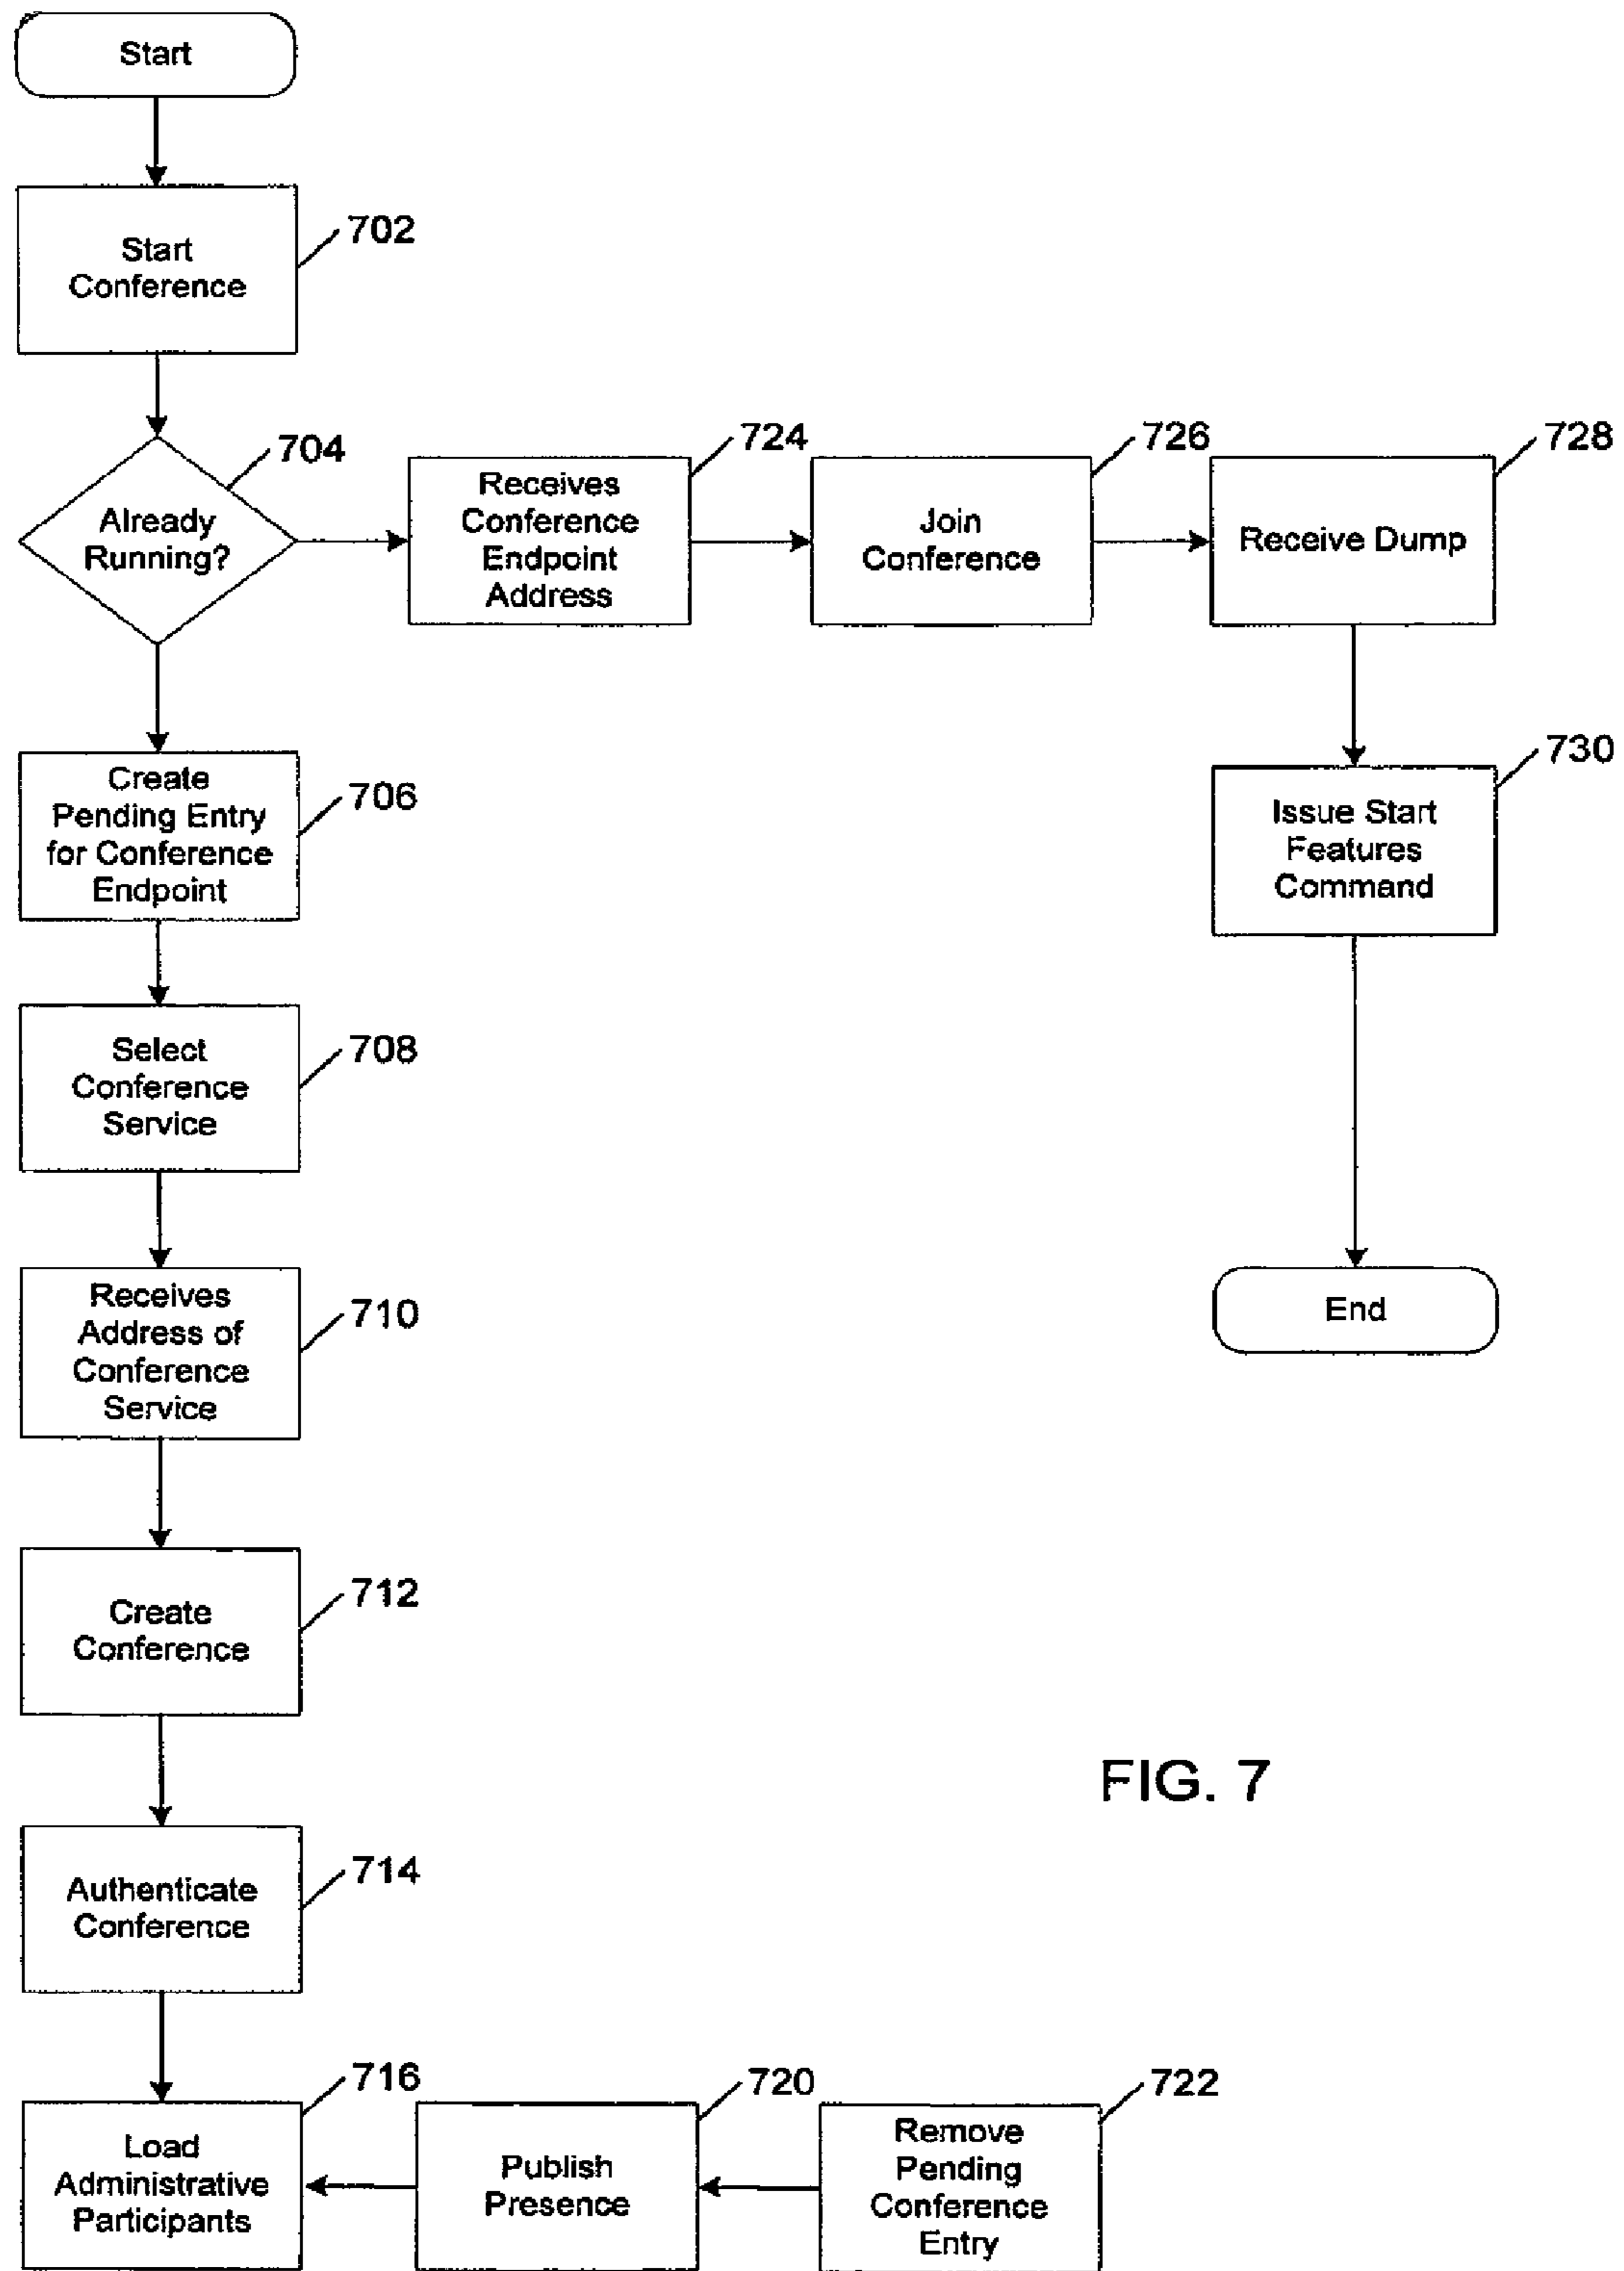 Start
Start
Conference
702
Already
Running?
704
Receives
Conference
Endpoint
Address
724
Join
Conference
726
Receive Dump
728
Create
Pending Entry
for Conference
Endpoint
706
Issue Start
Features
Command
730
Select
Conference
Service
708
Receives
Address of
Conference
Service
710
End
Create
Conference
712
FIG. 7
Authenticate
Conference
714
Load
Administrative
Participants
716
Publish
Presence
720
Remove
Pending
Conference
Entry
722